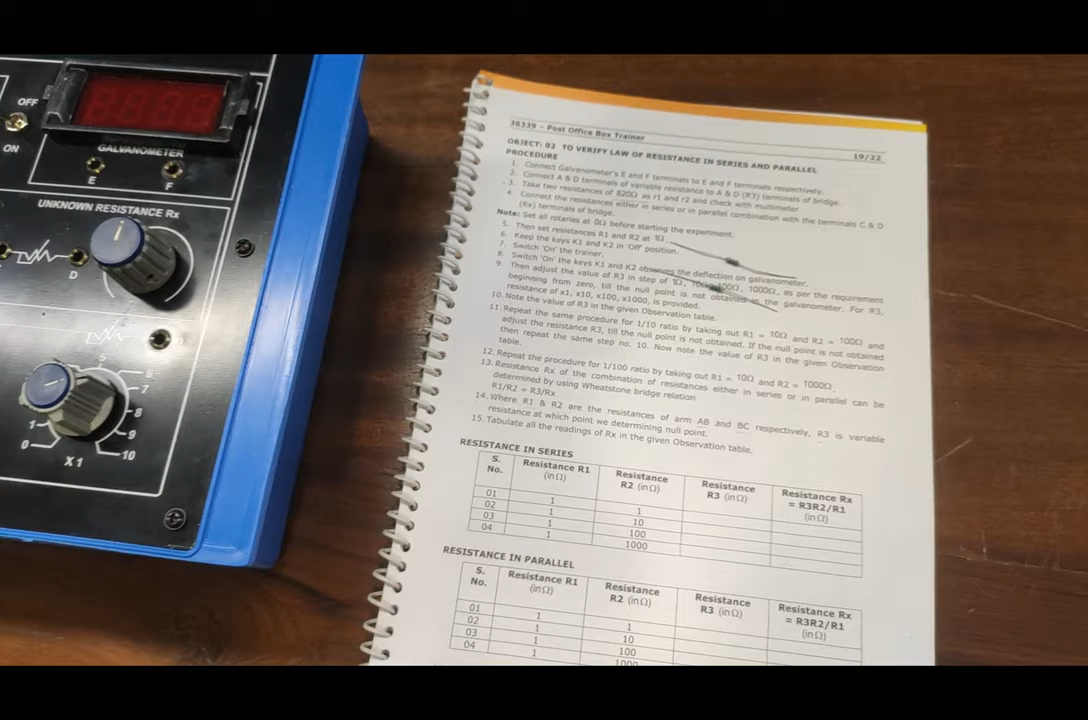 OFF
ON
GALVANOMETER
E
F
UNKNOWN RESISTANCE Rx
D
5
6
7
8
9
10
1
0
X 1
36339 – Post Office Box Trainer
19/22
OBJECT: 02 TO VERIFY LAW OF RESISTANCE IN SERIES AND PARALLEL
PROCEDURE
1. Connect Galvanometer's E and F terminals to E and F terminals respectively.
2. Connect A & D terminals of variable resistance to A & D (R3) terminals of bridge.
3. Take two resistances of 820Ω as r1 and r2 and check with multimeter.
4 Connect the resistances either in series or in parallel combination with the terminals C & D
(Rx) terminals of bridge.
Note: Set all rotaries at 0Ω before starting the experiment.
5. Then set resistances R1 and R2 at 1Ω.
6. Keep the keys K1 and K2 in 'Off' position.
7. Switch 'On' the trainer.
8. Switch 'On' the keys K1 and K2 observes the deflection on galvanometer.
9. Then adjust the value of R3 in step of 1Ω, 100Ω, 1000Ω, as per the requirement
beginning from zero, till the null point is not obtained in the galvanometer. For R3,
resistance of x1, x10, x100, x1000, is provided.
10. Note the value of R3 in the given Observation table.
11. Repeat the same procedure for 1/10 ratio by taking out R1 = 10Ω and R2 = 100Ω and
adjust the resistance R3, till the null point is not obtained. If the null point is not obtained
then repeat the same step no. 10. Now note the value of R3 in the given Observation
table.
12. Repeat the procedure for 1/100 ratio by taking out R1 = 10Ω and R2 = 1000Ω.
13. Resistance Rx of the combination of resistances either in series or in parallel can be
determined by using Wheatstone bridge relation
R1/R2 = R3/Rx
14. Where R1 & R2 are the resistances of arm AB and BC respectively, R3 is variable
resistance at which point we determining null point.
15. Tabulate all the readings of Rx in the given Observation table.
RESISTANCE IN SERIES
S. No. Resistance R1 (in Ω) Resistance R2 (in Ω) Resistance R3 (in Ω) Resistance Rx = R3R2/R1 (in Ω)
01 1 1
02 1 10
03 1 100
04 1 1000
RESISTANCE IN PARALLEL
S. No. Resistance R1 (in Ω) Resistance R2 (in Ω) Resistance R3 (in Ω) Resistance Rx = R3R2/R1 (in Ω)
01 1 1
02 1 10
03 1 100
04 1 1000